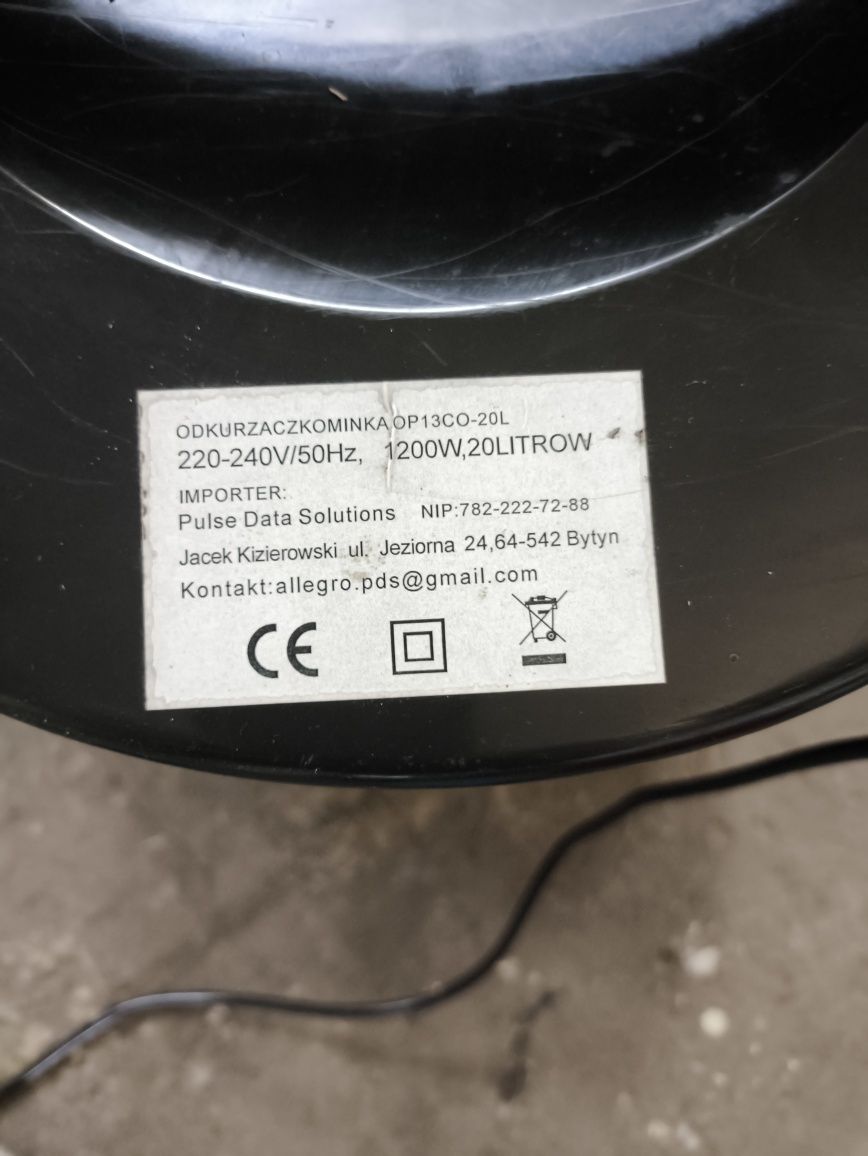 ODKURZACZKOMINKA OP13CO-20L
220-240V/50Hz, 1200W,20LITROW
IMPORTER:
Pulse Data Solutions NIP:782-222-72-88
Jacek Kizierowski ul. Jeziorna 24,64-542 Bytyn
Kontakt:allegro.pds@gmail.com
CE